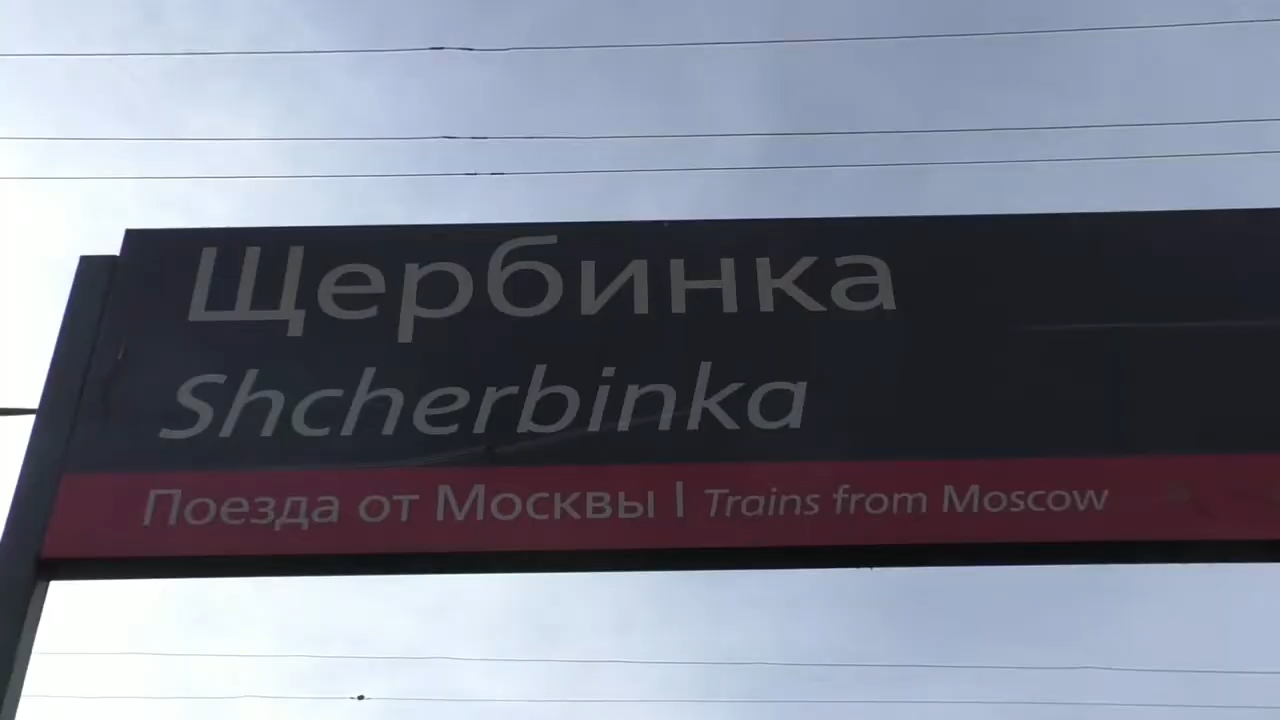 Щербинка
Shcherbinka
Поезда от Москвы | Trains from Moscow